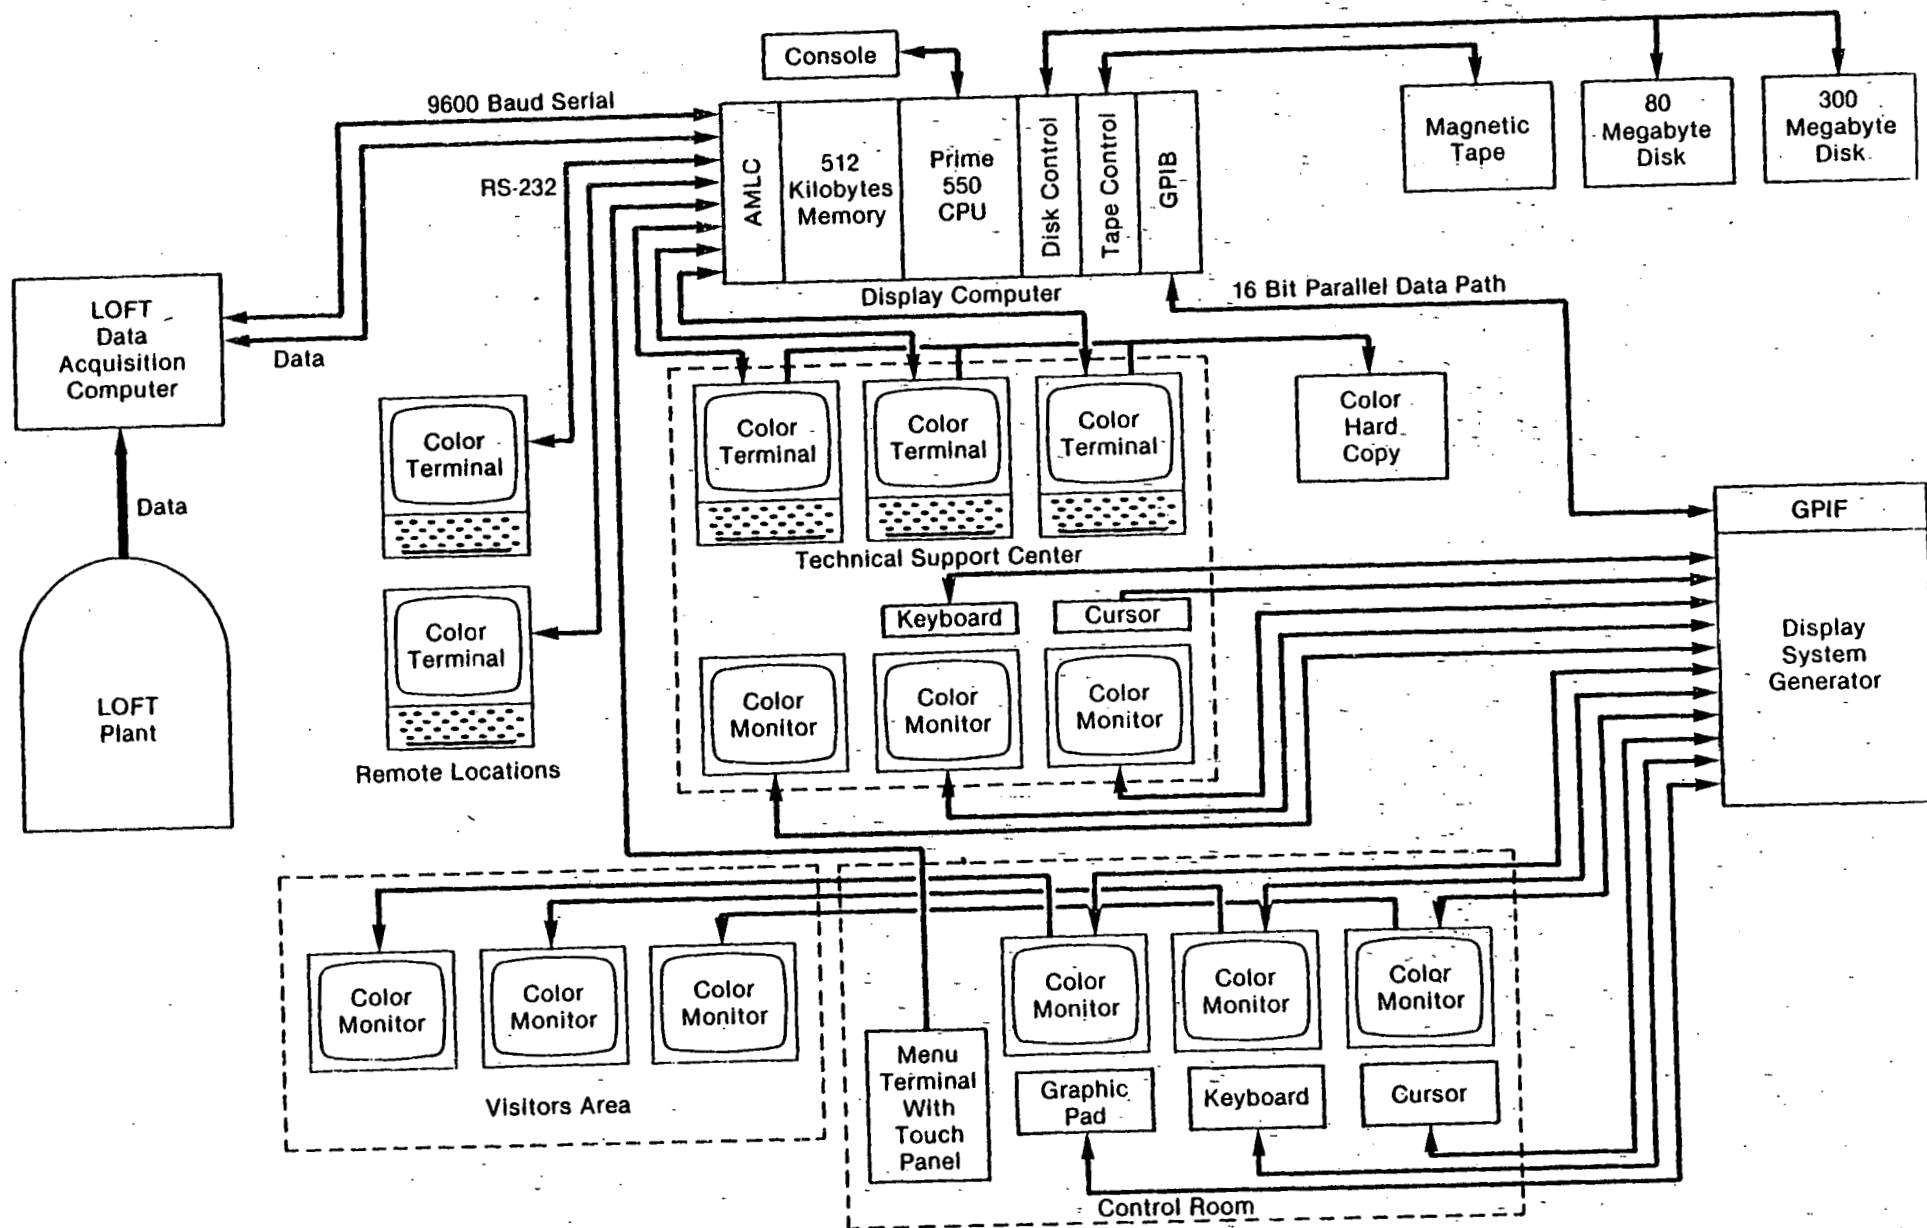 Console
9600 Baud Serial
RS-232
AMLC
512
Kilobytes
Memory
Prime
550
CPU
Disk Control
Tape Control
GPIB
Display Computer
Magnetic
Tape
80
Megabyte
Disk
300
Megabyte
Disk
16 Bit Parallel Data Path
LOFT
Data
Acquisition
Computer
Data
Data
LOFT
Plant
Color
Terminal
Color
Terminal
Remote Locations
Color
Terminal
Color
Terminal
Color
Terminal
Technical Support Center
Color
Hard
Copy
Keyboard
Cursor
Color
Monitor
Color
Monitor
Color
Monitor
GPIF
Display
System
Generator
Color
Monitor
Color
Monitor
Color
Monitor
Visitors Area
Menu
Terminal
With
Touch
Panel
Color
Monitor
Color
Monitor
Color
Monitor
Graphic
Pad
Keyboard
Cursor
Control Room